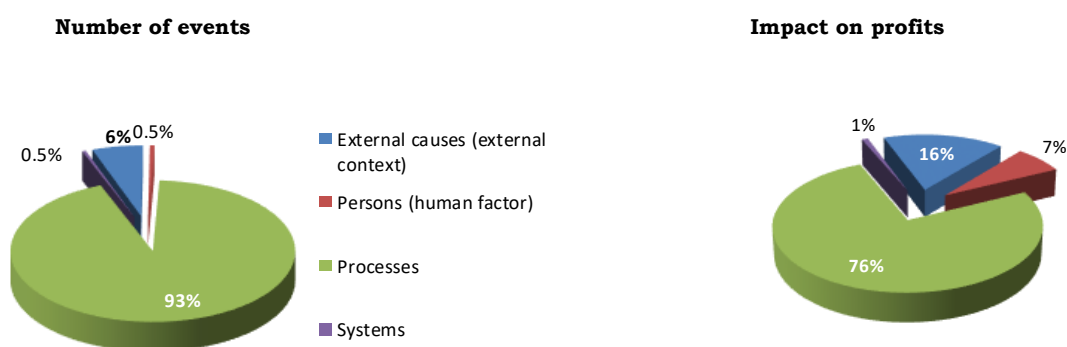 Number of events
Impact on profits
6%
0.5%
0.5%
93%
External causes (external
context)
Persons (human factor)
Processes
Systems
1%
16%
7%
76%